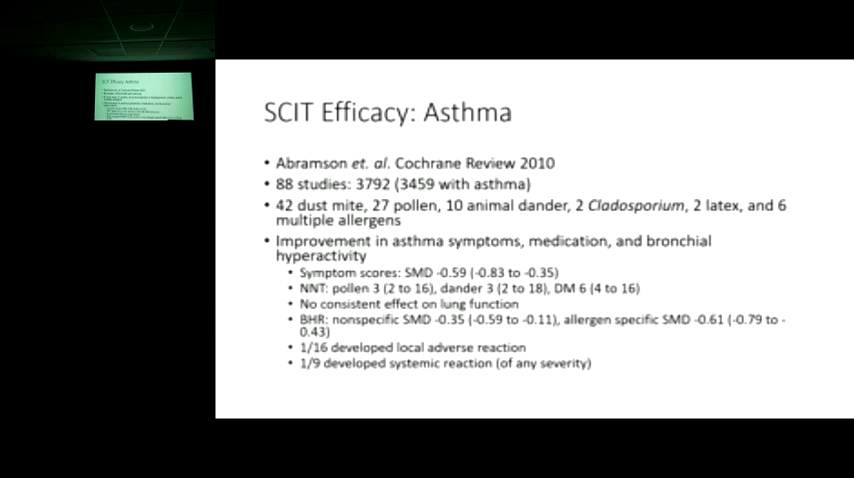 SCIT Efficacy: Asthma
• Abramson et. al. Cochrane Review 2010
• 88 studies: 3792 (3459 with asthma)
• 42 dust mite, 27 pollen, 10 animal dander, 2 Cladosporium, 2 latex, and 6
multiple allergens
• Improvement in asthma symptoms, medication, and bronchial
hyperactivity
• Symptom scores: SMD -0.59 (-0.83 to -0.35)
• NNT: pollen 3 (2 to 16), dander 3 (2 to 18), DM 6 (4 to 16)
• No consistent effect on lung function
• BHR: nonspecific SMD -0.35 (-0.59 to -0.11), allergen specific SMD -0.61 (-0.79 to -
0.43)
• 1/16 developed local adverse reaction
• 1/9 developed systemic reaction (of any severity)